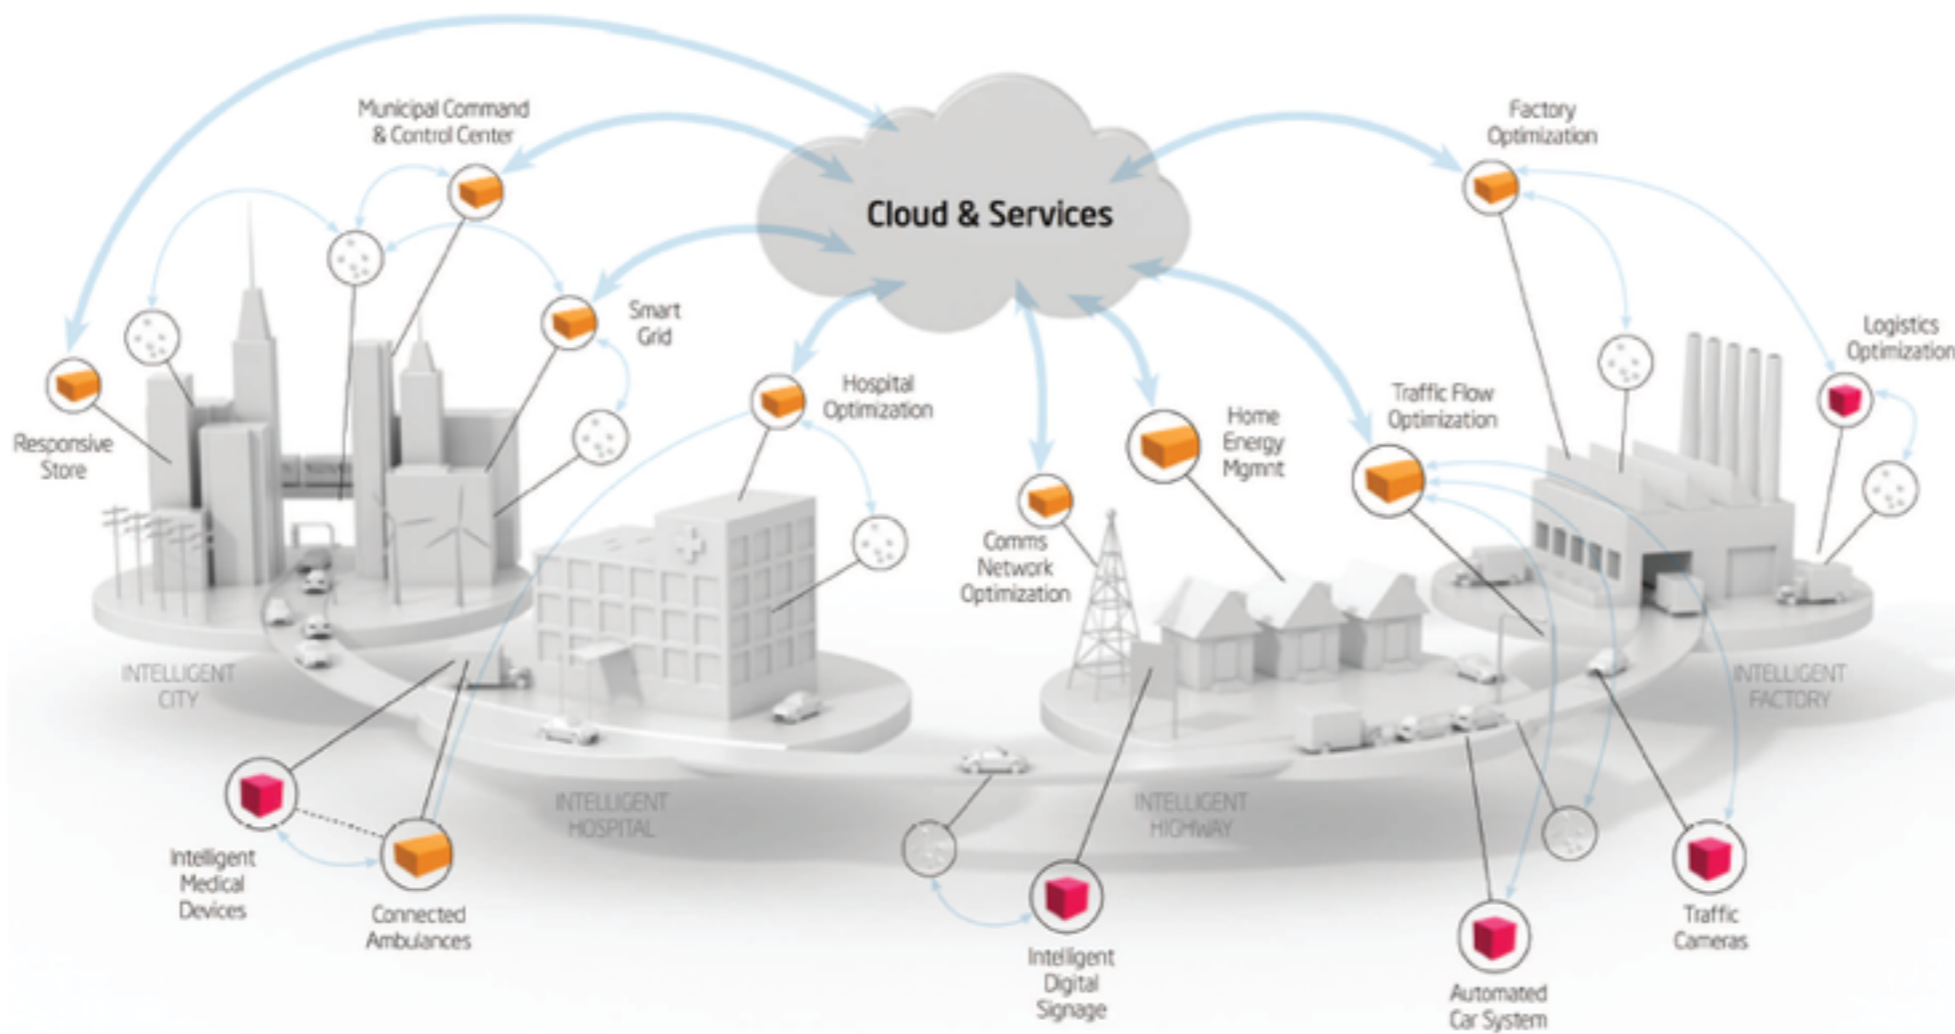 Municipal Command
& Control Center
Factory
Optimization
Cloud & Services
Smart
Grid
Logistics
Optimization
Responsive
Store
Hospital
Optimization
Home
Energy
Mgmnt
Traffic Flow
Optimization
Comms
Network
Optimization
INTELLIGENT
CITY
INTELLIGENT
FACTORY
INTELLIGENT
HOSPITAL
INTELLIGENT
HIGHWAY
Intelligent
Medical
Devices
Connected
Ambulances
Intelligent
Digital
Signage
Automated
Car System
Traffic
Cameras